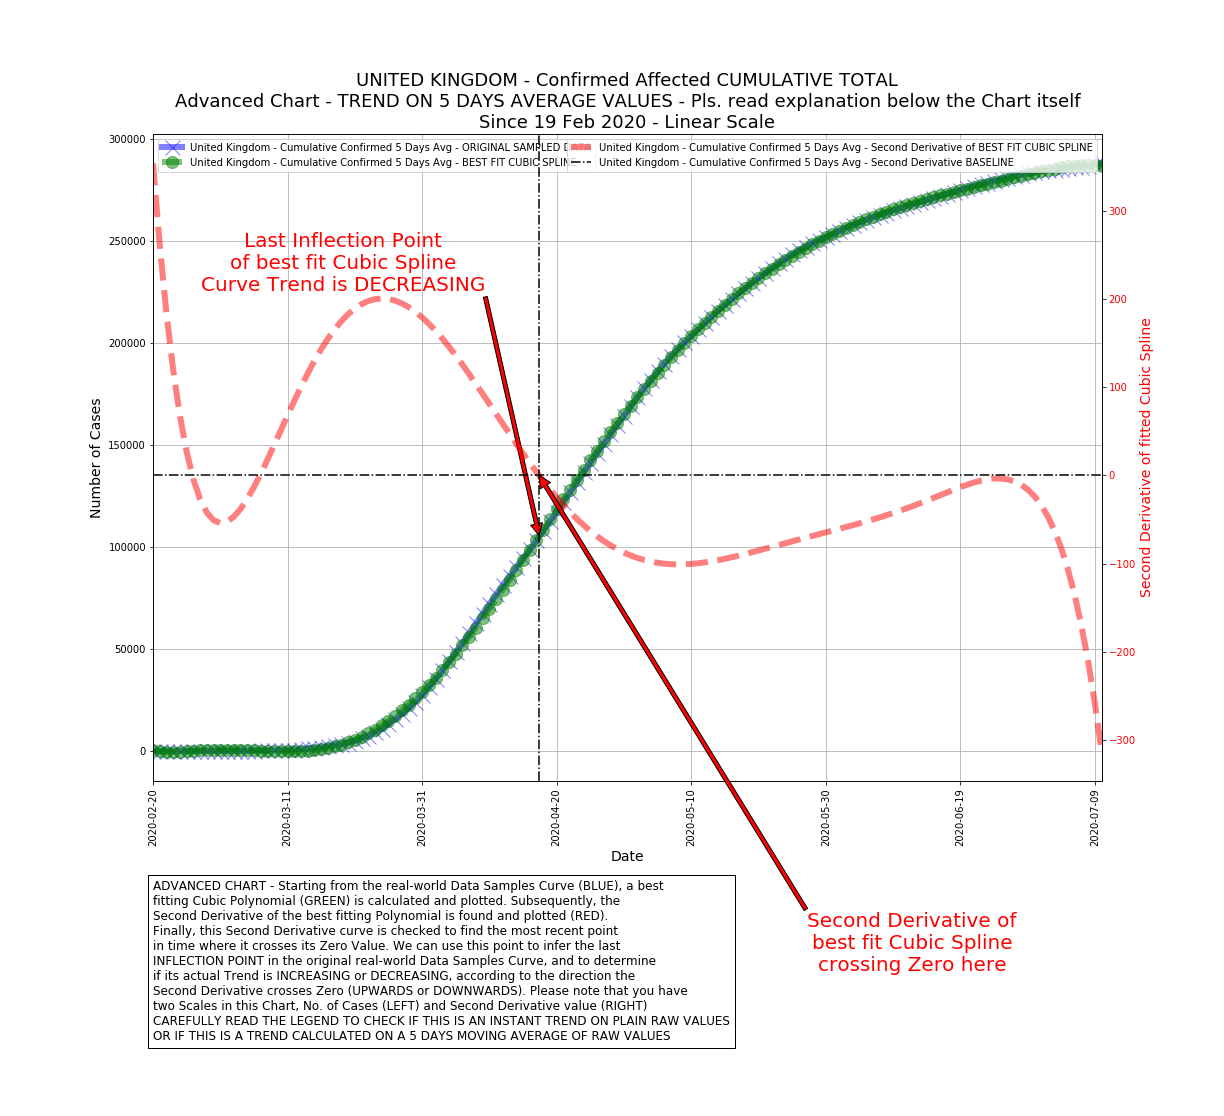 UNITED KINGDOM - Confirmed Affected CUMULATIVE TOTAL
Advanced Chart - TREND ON 5 DAYS AVERAGE VALUES - Pls. read explanation below the Chart itself
Since 19 Feb 2020 - Linear Scale
United Kingdom - Cumulative Confirmed 5 Days Avg - ORIGINAL SAMPLED DATA
United Kingdom - Cumulative Confirmed 5 Days Avg - BEST FIT CUBIC SPLINE
United Kingdom - Cumulative Confirmed 5 Days Avg - Second Derivative of BEST FIT CUBIC SPLINE
United Kingdom - Cumulative Confirmed 5 Days Avg - Second Derivative BASELINE
Last Inflection Point
of best fit Cubic Spline
Curve Trend is DECREASING
Number of Cases
300000
250000
200000
150000
100000
50000
0
Second Derivative of fitted Cubic Spline
300
200
100
0
−100
−200
−300
2020-02-20
2020-03-11
2020-03-31
2020-04-20
2020-05-10
2020-05-30
2020-06-19
2020-07-09
Date
ADVANCED CHART - Starting from the real-world Data Samples Curve (BLUE), a best
fitting Cubic Polynomial (GREEN) is calculated and plotted. Subsequently, the
Second Derivative of the best fitting Polynomial is found and plotted (RED).
Finally, this Second Derivative curve is checked to find the most recent point
in time where it crosses its Zero Value. We can use this point to infer the last
INFLECTION POINT in the original real-world Data Samples Curve, and to determine
if its actual Trend is INCREASING or DECREASING, according to the direction the
Second Derivative crosses Zero (UPWARDS or DOWNWARDS). Please note that you have
two Scales in this Chart, No. of Cases (LEFT) and Second Derivative value (RIGHT)
CAREFULLY READ THE LEGEND TO CHECK IF THIS IS AN INSTANT TREND ON PLAIN RAW VALUES
OR IF THIS IS A TREND CALCULATED ON A 5 DAYS MOVING AVERAGE OF RAW VALUES
Second Derivative of
best fit Cubic Spline
crossing Zero here